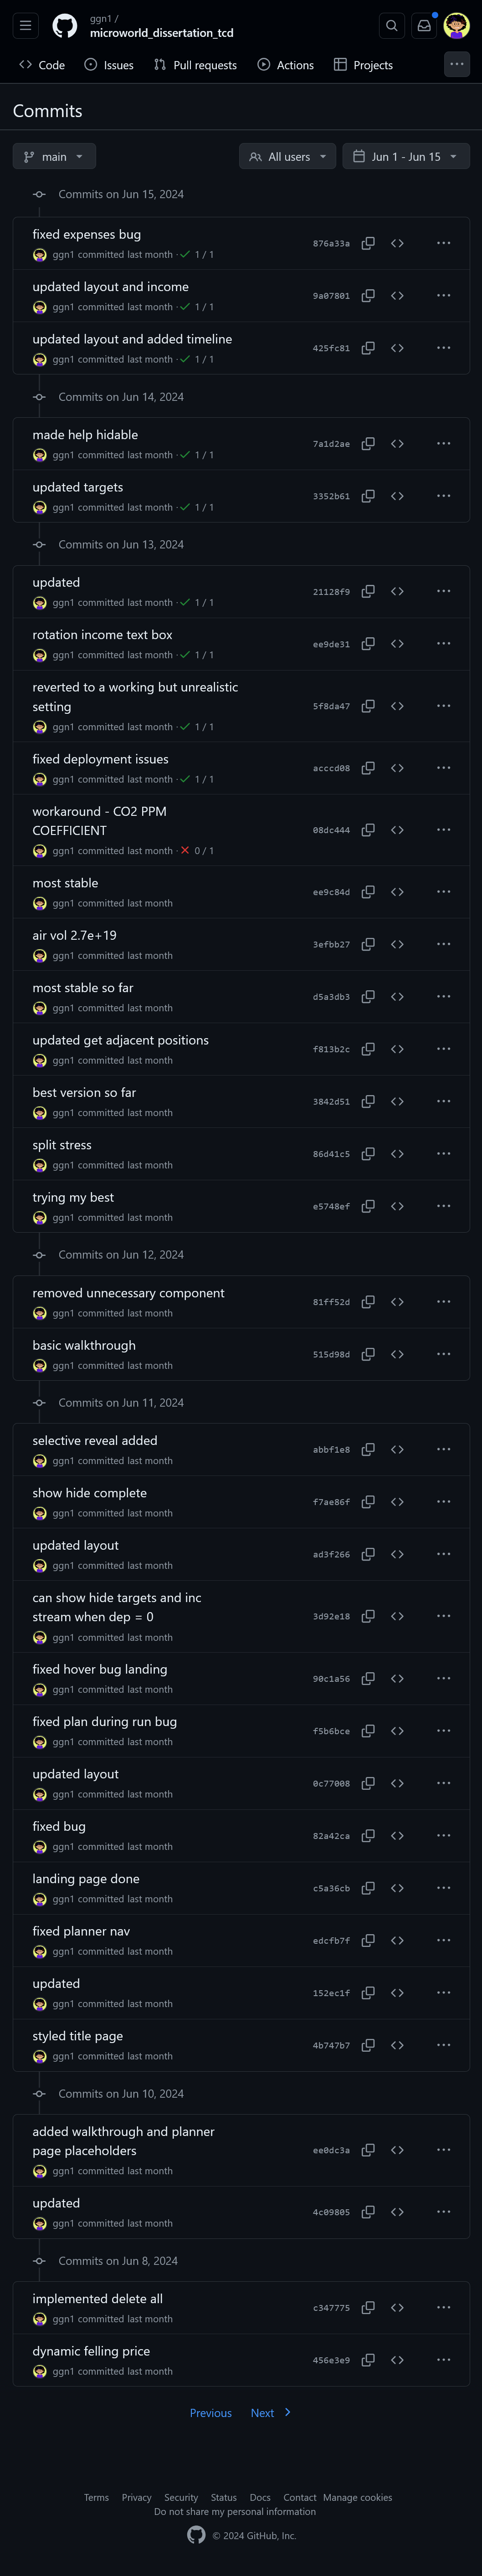 ggn1 /
microworld_dissertation_tcd
Code Issues Pull requests Actions Projects
Commits
main All users Jun 1 - Jun 15
Commits on Jun 15, 2024
fixed expenses bug
ggn1 committed last month · 1 / 1
876a33a
updated layout and income
ggn1 committed last month · 1 / 1
9a07801
updated layout and added timeline
ggn1 committed last month · 1 / 1
425fc81
Commits on Jun 14, 2024
made help hidable
ggn1 committed last month · 1 / 1
7a1d2ae
updated targets
ggn1 committed last month · 1 / 1
3352b61
Commits on Jun 13, 2024
updated
ggn1 committed last month · 1 / 1
21128f9
rotation income text box
ggn1 committed last month · 1 / 1
ee9de31
reverted to a working but unrealistic
setting
ggn1 committed last month · 1 / 1
5f8da47
fixed deployment issues
ggn1 committed last month · 1 / 1
acccd08
workaround - CO2 PPM
COEFFICIENT
ggn1 committed last month · 0 / 1
08dc444
most stable
ggn1 committed last month
ee9c84d
air vol 2.7e+19
ggn1 committed last month
3efbb27
most stable so far
ggn1 committed last month
d5a3db3
updated get adjacent positions
ggn1 committed last month
f813b2c
best version so far
ggn1 committed last month
3842d51
split stress
ggn1 committed last month
86d41c5
trying my best
ggn1 committed last month
e5748ef
Commits on Jun 12, 2024
removed unnecessary component
ggn1 committed last month
81ff52d
basic walkthrough
ggn1 committed last month
515d98d
Commits on Jun 11, 2024
selective reveal added
ggn1 committed last month
abbf1e8
show hide complete
ggn1 committed last month
f7ae86f
updated layout
ggn1 committed last month
ad3f266
can show hide targets and inc
stream when dep = 0
ggn1 committed last month
3d92e18
fixed hover bug landing
ggn1 committed last month
90c1a56
fixed plan during run bug
ggn1 committed last month
f5b6bce
updated layout
ggn1 committed last month
0c77008
fixed bug
ggn1 committed last month
82a42ca
landing page done
ggn1 committed last month
c5a36cb
fixed planner nav
ggn1 committed last month
edcfb7f
updated
ggn1 committed last month
152ec1f
styled title page
ggn1 committed last month
4b747b7
Commits on Jun 10, 2024
added walkthrough and planner
page placeholders
ggn1 committed last month
ee0dc3a
updated
ggn1 committed last month
4c09805
Commits on Jun 8, 2024
implemented delete all
ggn1 committed last month
c347775
dynamic felling price
ggn1 committed last month
456e3e9
Previous Next
Terms Privacy Security Status Docs Contact Manage cookies
Do not share my personal information
© 2024 GitHub, Inc.